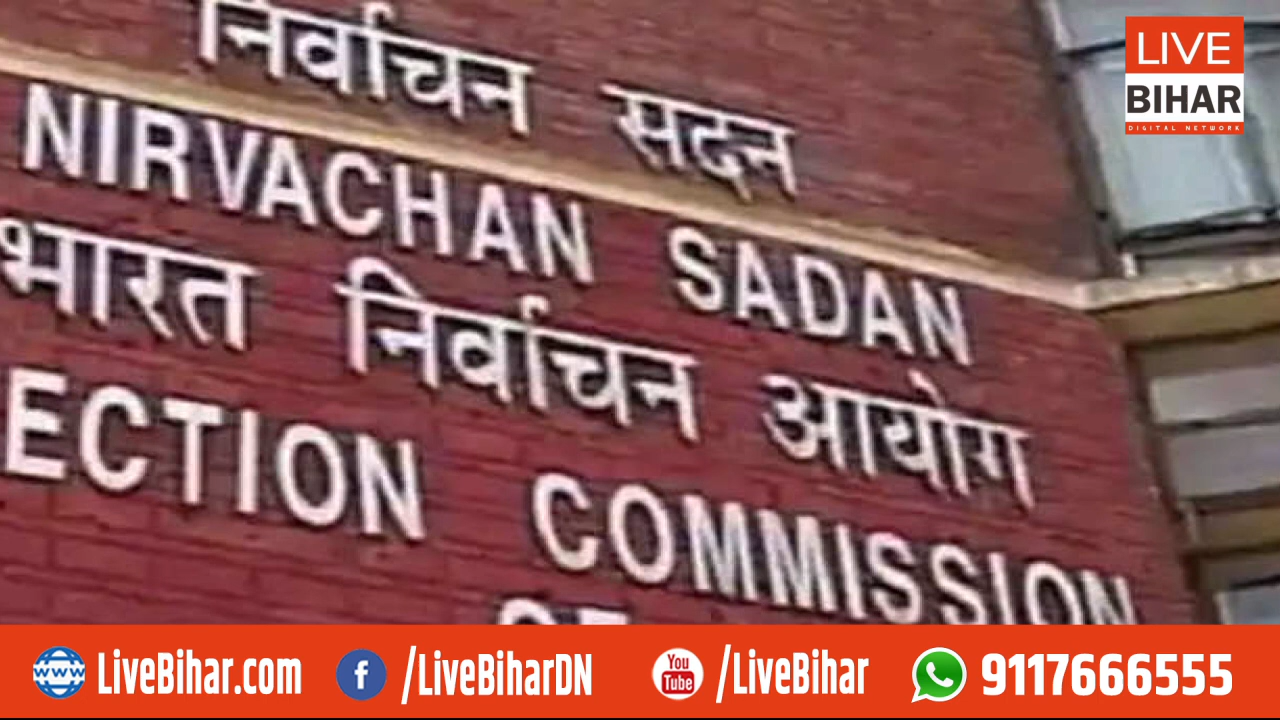 निर्वाचन सदन
NIRVACHAN SADAN
भारत निर्वाचन आयोग
ECTION COMMISSION
LIVE
BIHAR
DIGITAL NETWORK
www LiveBihar.com f /LiveBiharDN You Tube /LiveBihar 9117666555